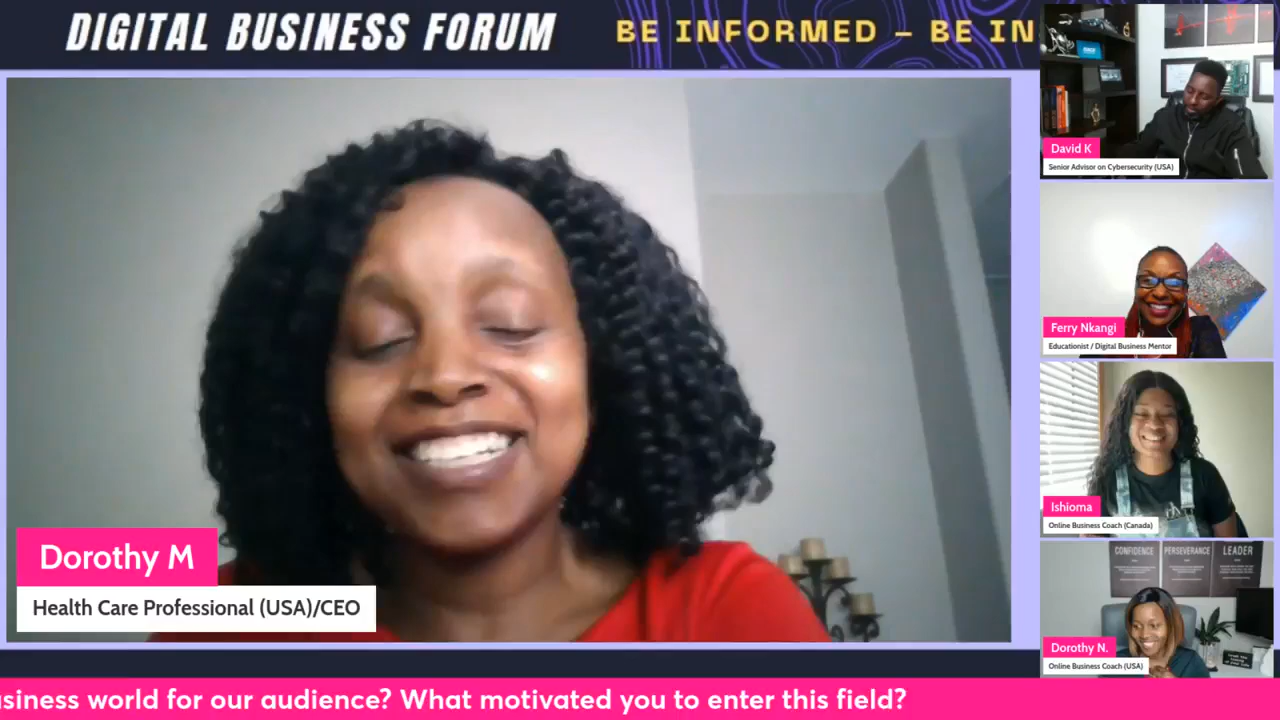 DIGITAL BUSINESS FORUM
BE INFORMED – BE IN
David K
Senior Advisor on Cybersecurity (USA)
Ferry Nkangi
Educationist / Digital Business Mentor
Ishioma
Online Business Coach (Canada)
CONFIDENCE
PERSEVERANCE
LEADER
Dorothy N.
Online Business Coach (USA)
Dorothy M
Health Care Professional (USA)/CEO
usiness world for our audience? What motivated you to enter this field?